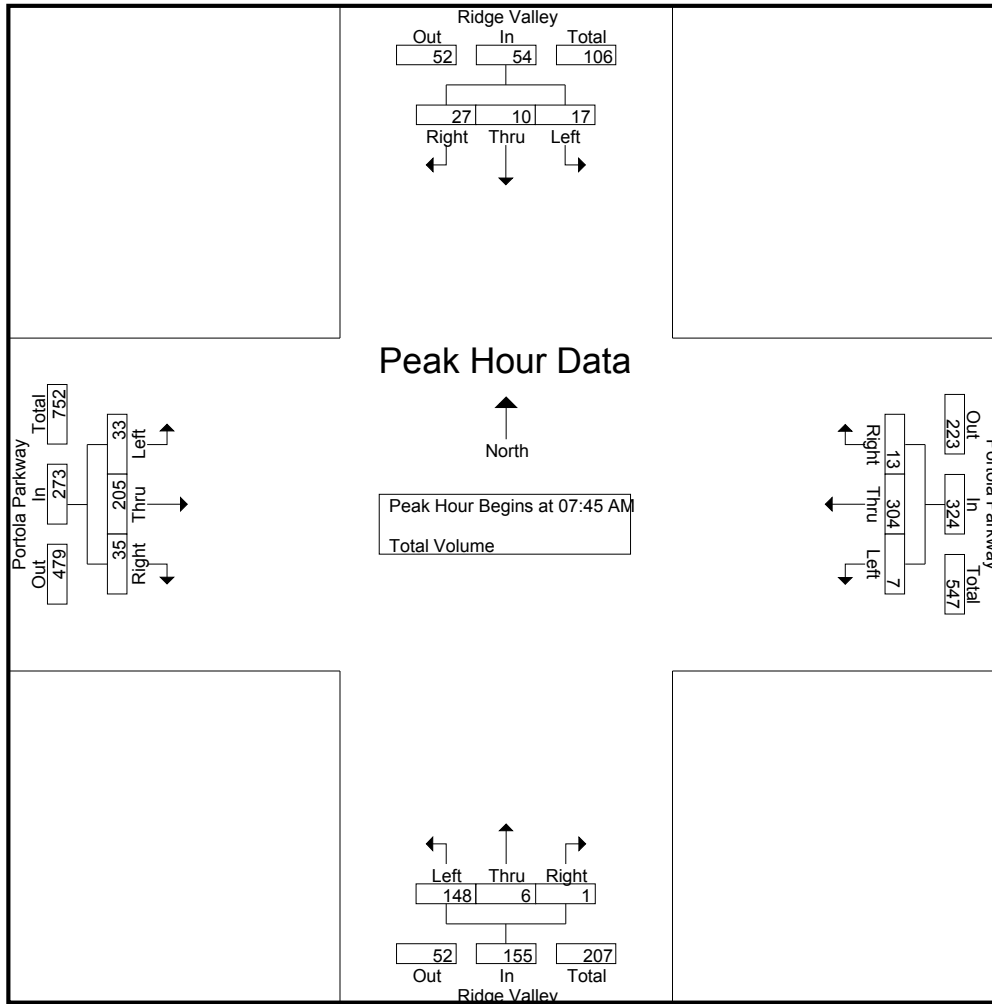 Ridge Valley
Out In Total
52 54 106
27 10 17
Right Thru Left
Peak Hour Data
North
Peak Hour Begins at 07:45 AM
Total Volume
Portola Parkway
Out In Total
479 273 752
Right Thru Left
35 205 33
Portola Parkway
Out In Total
223 324 547
13 304 7
Right Thru Left
Left Thru Right
148 6 1
52 155 207
Out In Total
Ridge Valley